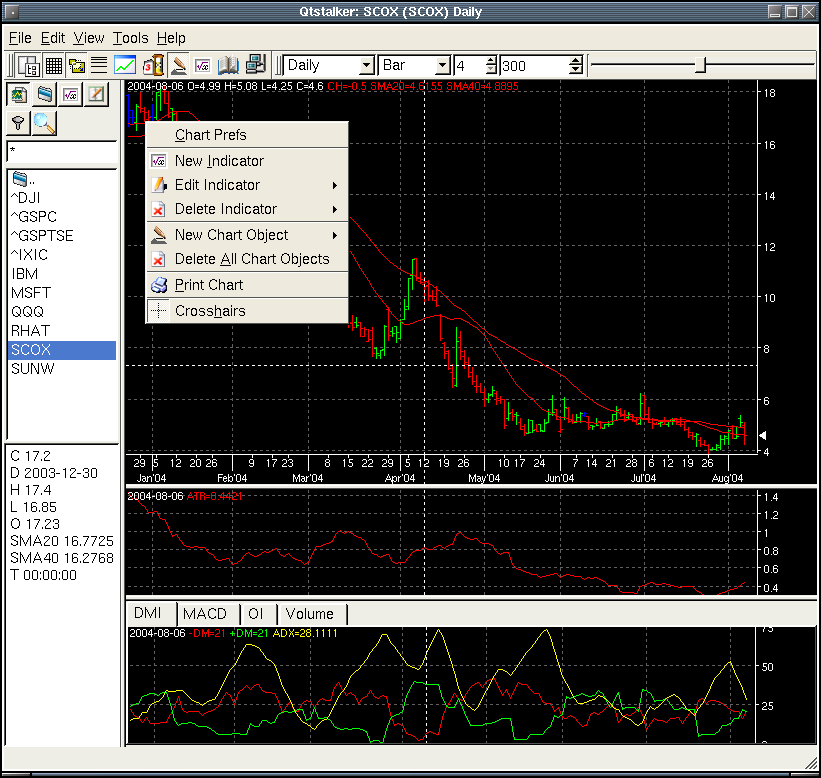 Qtstalker: SCOX (SCOX) Daily
File Edit View Tools Help
Daily Bar 4 300
2004-08-06 O=4.99 H=5.08 L=4.25 C=4.6 CH=-0.5 SMA20=4.6155 SMA40=4.8895
*
..
^DJI
^GSPC
^GSPTSE
^IXIC
IBM
MSFT
QQQ
RHAT
SCOX
SUNW
Chart Prefs
New Indicator
Edit Indicator
Delete Indicator
New Chart Object
Delete All Chart Objects
Print Chart
Crosshairs
18
16
14
12
10
8
6
4
29 5 12 20 26 9 17 23 8 15 22 29 5 12 19 26 10 17 24 7 14 21 28 6 12 19 26
Jan'04 Feb'04 Mar'04 Apr'04 May'04 Jun'04 Jul'04 Aug'04
C 17.2
D 2003-12-30
H 17.4
L 16.85
O 17.23
SMA20 16.7725
SMA40 16.2768
T 00:00:00
2004-08-06 ATR=0.4421
1.4
1.2
1
0.8
0.6
0.4
DMI MACD OI Volume
2004-08-06 -DM=21 +DM=21 ADX=28.1111
75
50
25
0